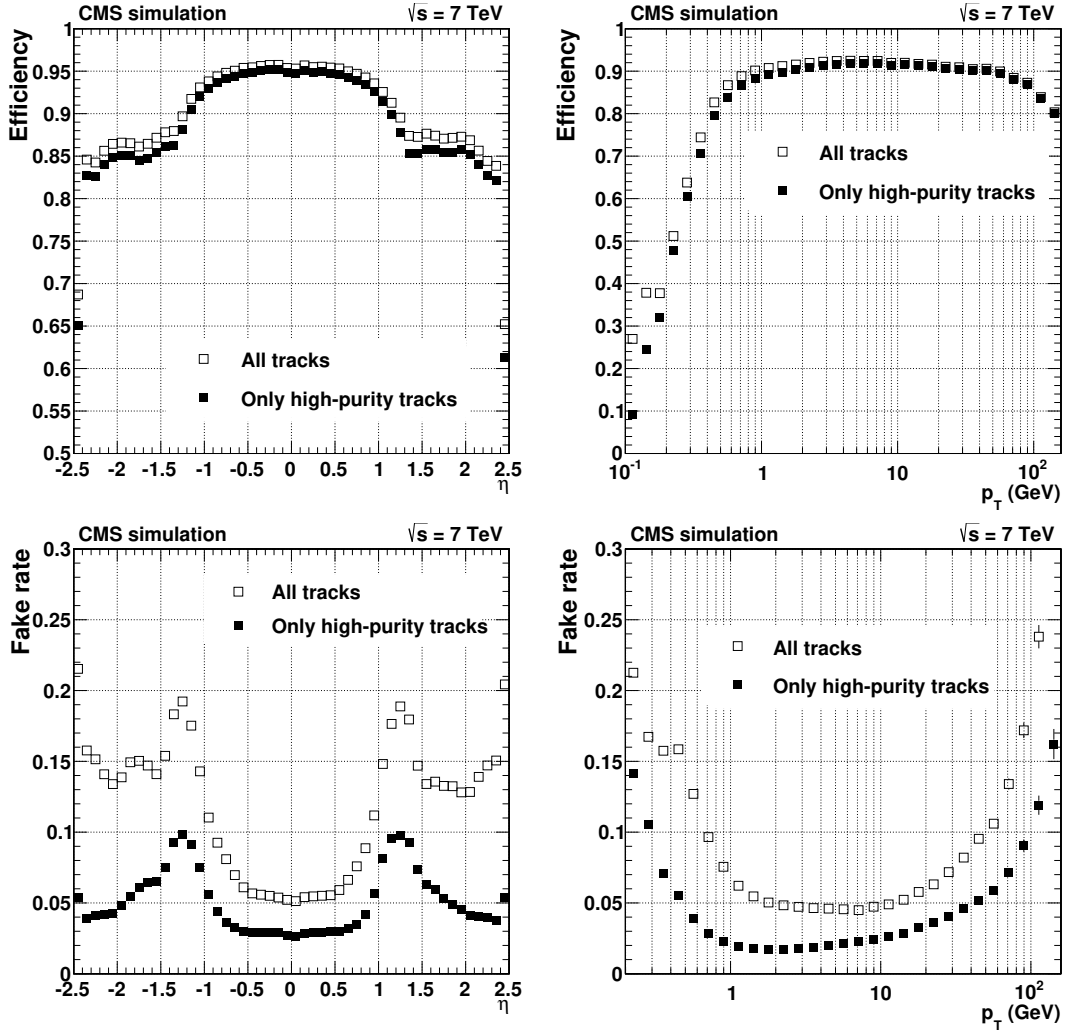 CMS simulation √s = 7 TeV
Efficiency
1
0.95
0.9
0.85
0.8
0.75
0.7
0.65
0.6
0.55
0.5
All tracks
Only high-purity tracks
-2.5 -2 -1.5 -1 -0.5 0 0.5 1 1.5 2 2.5
η
CMS simulation √s = 7 TeV
Efficiency
1
0.9
0.8
0.7
0.6
0.5
0.4
0.3
0.2
0.1
0
All tracks
Only high-purity tracks
10⁻¹ 1 10 10²
p_T (GeV)
CMS simulation √s = 7 TeV
Fake rate
0.3
0.25
0.2
0.15
0.1
0.05
0
All tracks
Only high-purity tracks
-2.5 -2 -1.5 -1 -0.5 0 0.5 1 1.5 2 2.5
η
CMS simulation √s = 7 TeV
Fake rate
0.3
0.25
0.2
0.15
0.1
0.05
0
All tracks
Only high-purity tracks
1 10 10²
p_T (GeV)